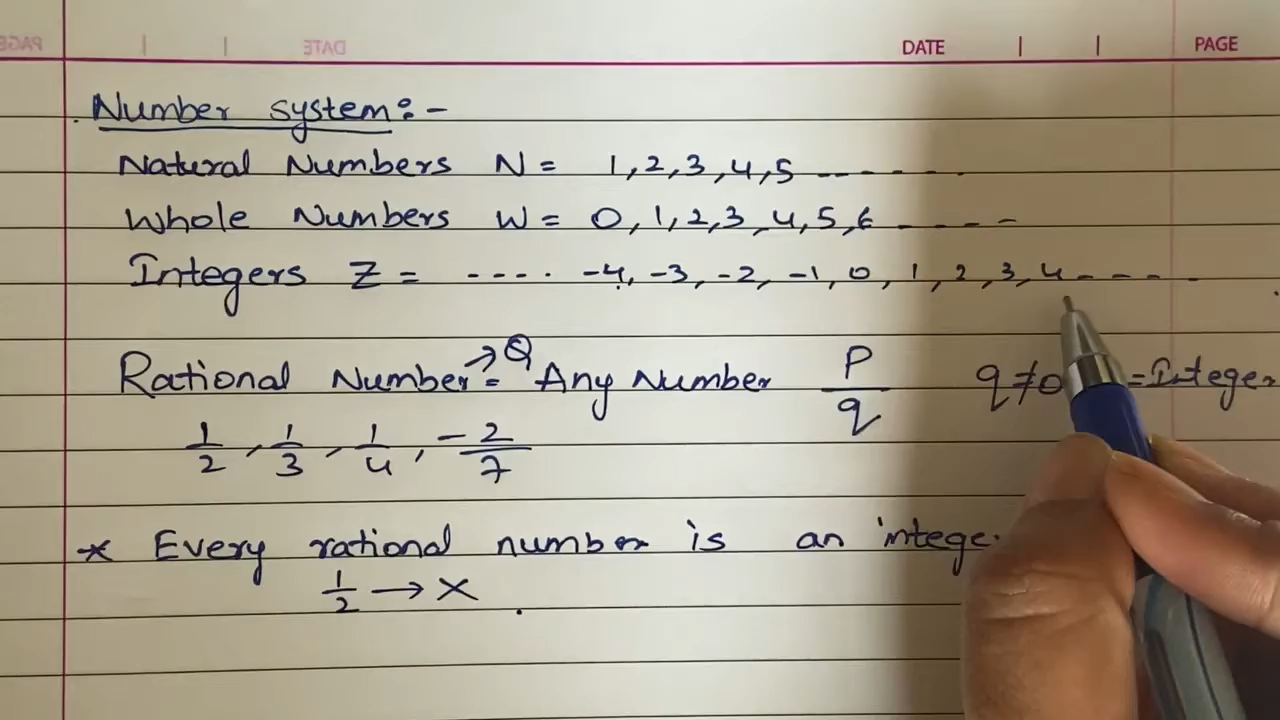 PAGE DATE DATE PAGE
Number system:-
Natural Numbers N = 1,2,3,4,5 -------
Whole Numbers W = 0,1,2,3,4,5,6 ----
Integers Z = ---- -4, -3, -2, -1, 0, 1, 2, 3, 4 ----
Rational Number = → Q Any Number P/q q≠0 = Integer
1/2, 1/3, 1/4, -2/7
* Every rational number is an
1/2 → X